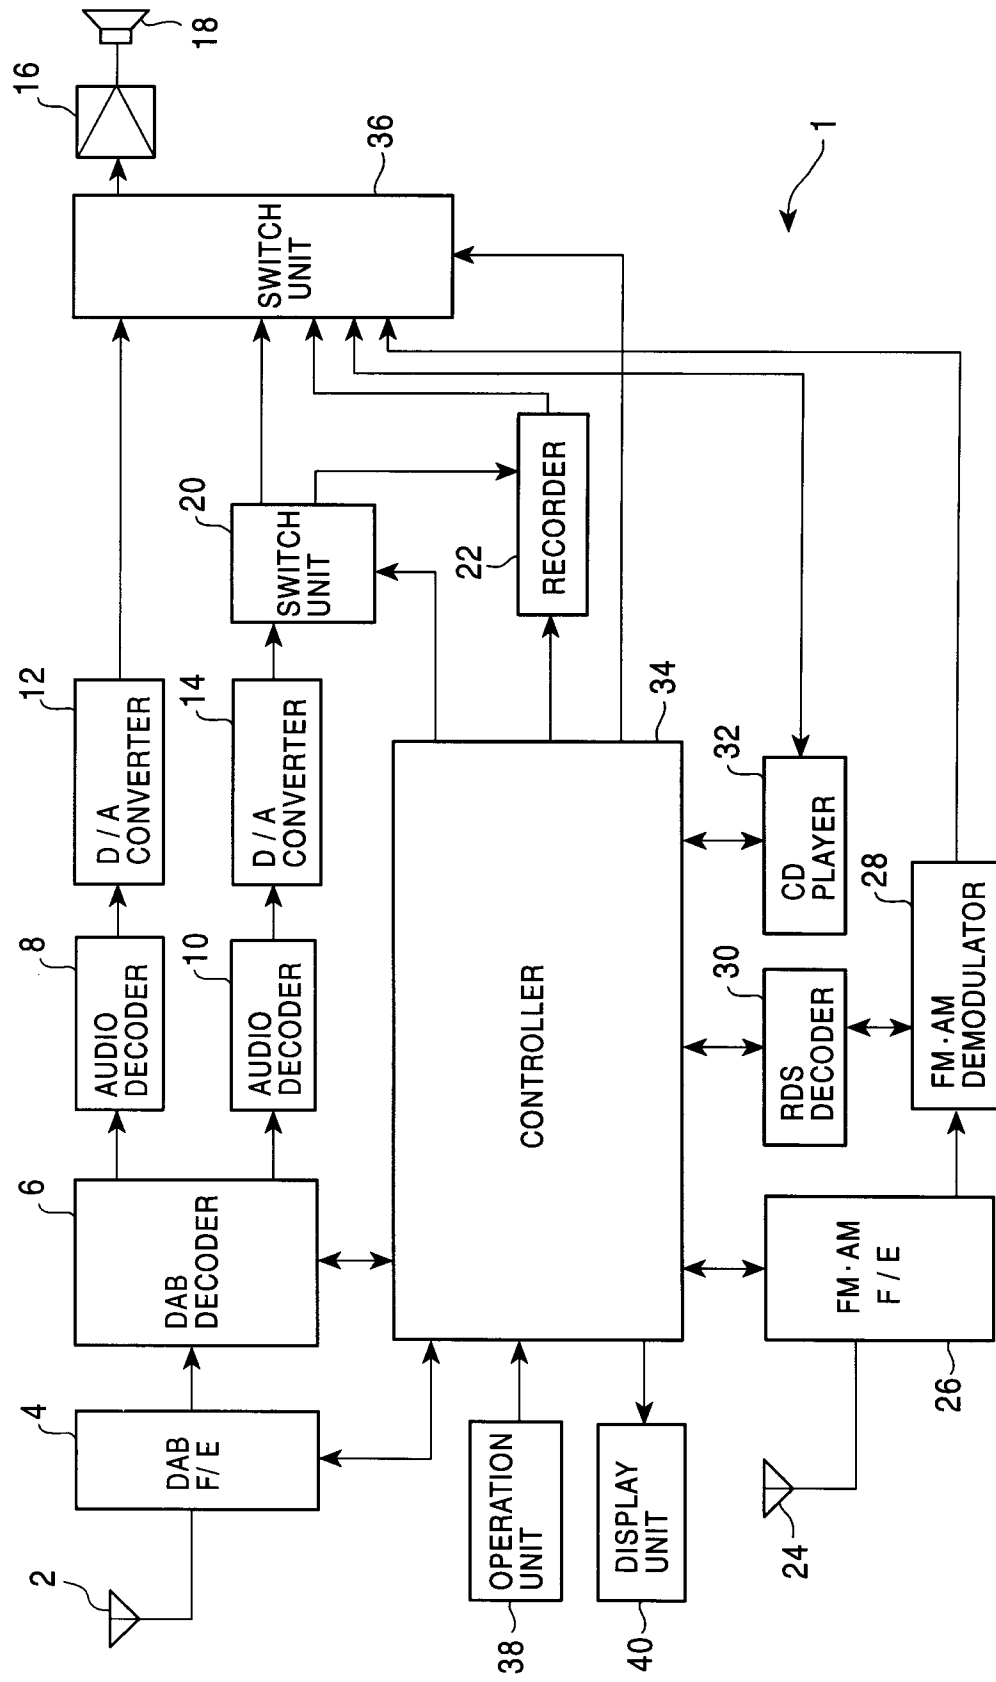 2
4
DAB
F/E
6
DAB
DECODER
8
AUDIO
DECODER
12
D/A
CONVERTER
16
18
10
AUDIO
DECODER
14
D/A
CONVERTER
20
SWITCH
UNIT
SWITCH
UNIT
36
22
RECORDER
38
OPERATION
UNIT
CONTROLLER
34
40
DISPLAY
UNIT
1
24
26
FM·AM
F/E
30
RDS
DECODER
32
CD
PLAYER
28
FM·AM
DEMODULATOR